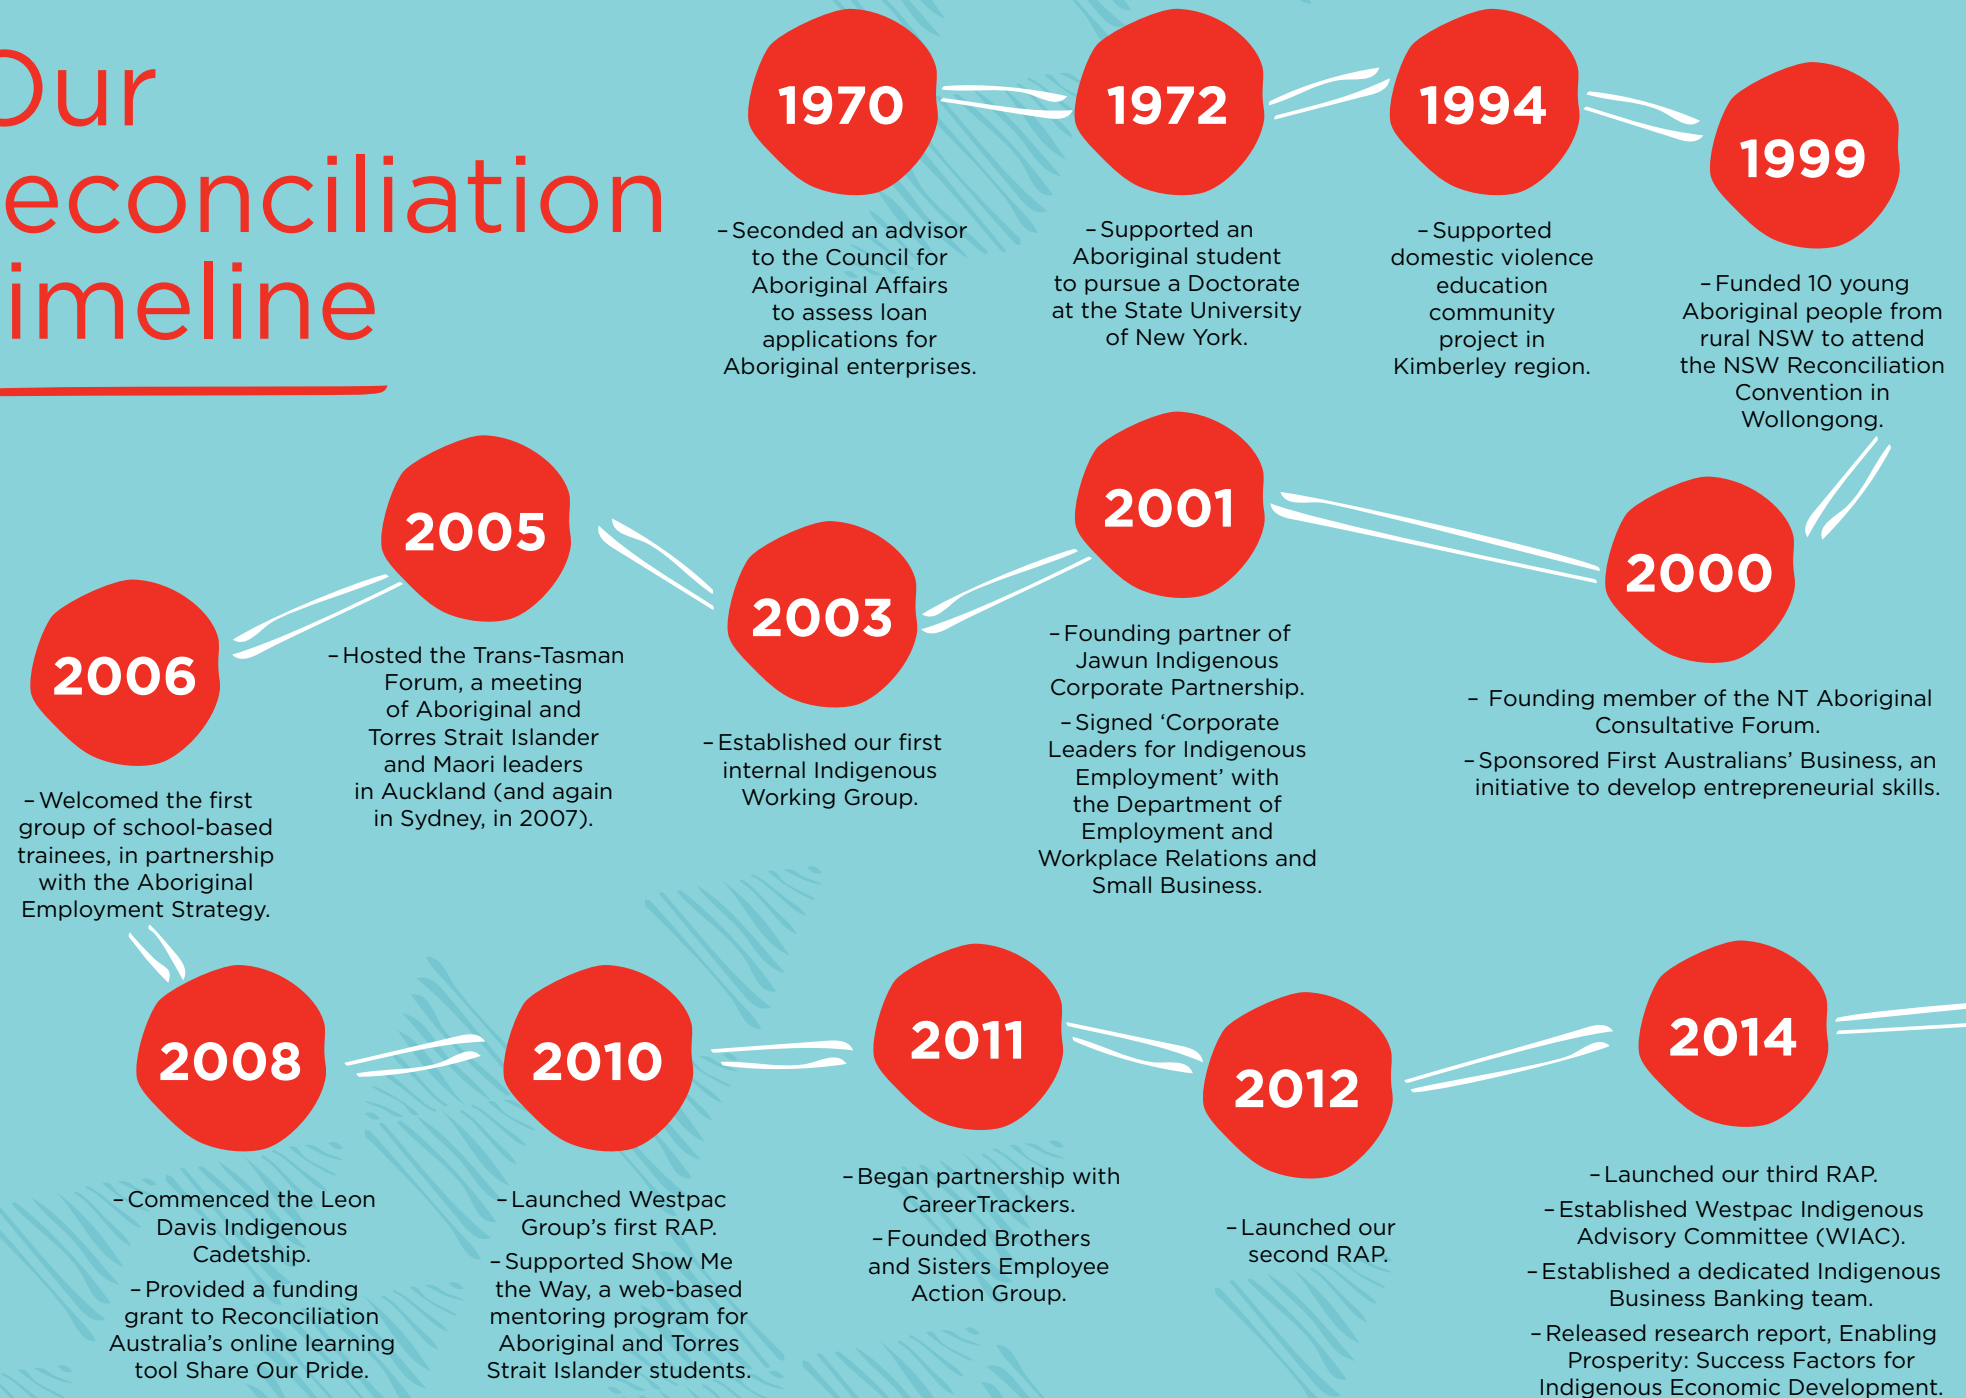 Our
econciliation
imeline
1970
– Seconded an advisor
to the Council for
Aboriginal Affairs
to assess loan
applications for
Aboriginal enterprises.
1972
– Supported an
Aboriginal student
to pursue a Doctorate
at the State University
of New York.
1994
– Supported
domestic violence
education
community
project in
Kimberley region.
1999
– Funded 10 young
Aboriginal people from
rural NSW to attend
the NSW Reconciliation
Convention in
Wollongong.
2000
– Founding member of the NT Aboriginal
Consultative Forum.
– Sponsored First Australians’ Business, an
initiative to develop entrepreneurial skills.
2001
– Founding partner of
Jawun Indigenous
Corporate Partnership.
– Signed ‘Corporate
Leaders for Indigenous
Employment’ with
the Department of
Employment and
Workplace Relations and
Small Business.
2003
– Established our first
internal Indigenous
Working Group.
2005
– Hosted the Trans-Tasman
Forum, a meeting
of Aboriginal and
Torres Strait Islander
and Maori leaders
in Auckland (and again
in Sydney, in 2007).
2006
– Welcomed the first
group of school-based
trainees, in partnership
with the Aboriginal
Employment Strategy.
2008
– Commenced the Leon
Davis Indigenous
Cadetship.
– Provided a funding
grant to Reconciliation
Australia’s online learning
tool Share Our Pride.
2010
– Launched Westpac
Group’s first RAP.
– Supported Show Me
the Way, a web-based
mentoring program for
Aboriginal and Torres
Strait Islander students.
2011
– Began partnership with
CareerTrackers.
– Founded Brothers
and Sisters Employee
Action Group.
2012
– Launched our
second RAP.
2014
– Launched our third RAP.
– Established Westpac Indigenous
Advisory Committee (WIAC).
– Established a dedicated Indigenous
Business Banking team.
– Released research report, Enabling
Prosperity: Success Factors for
Indigenous Economic Development.